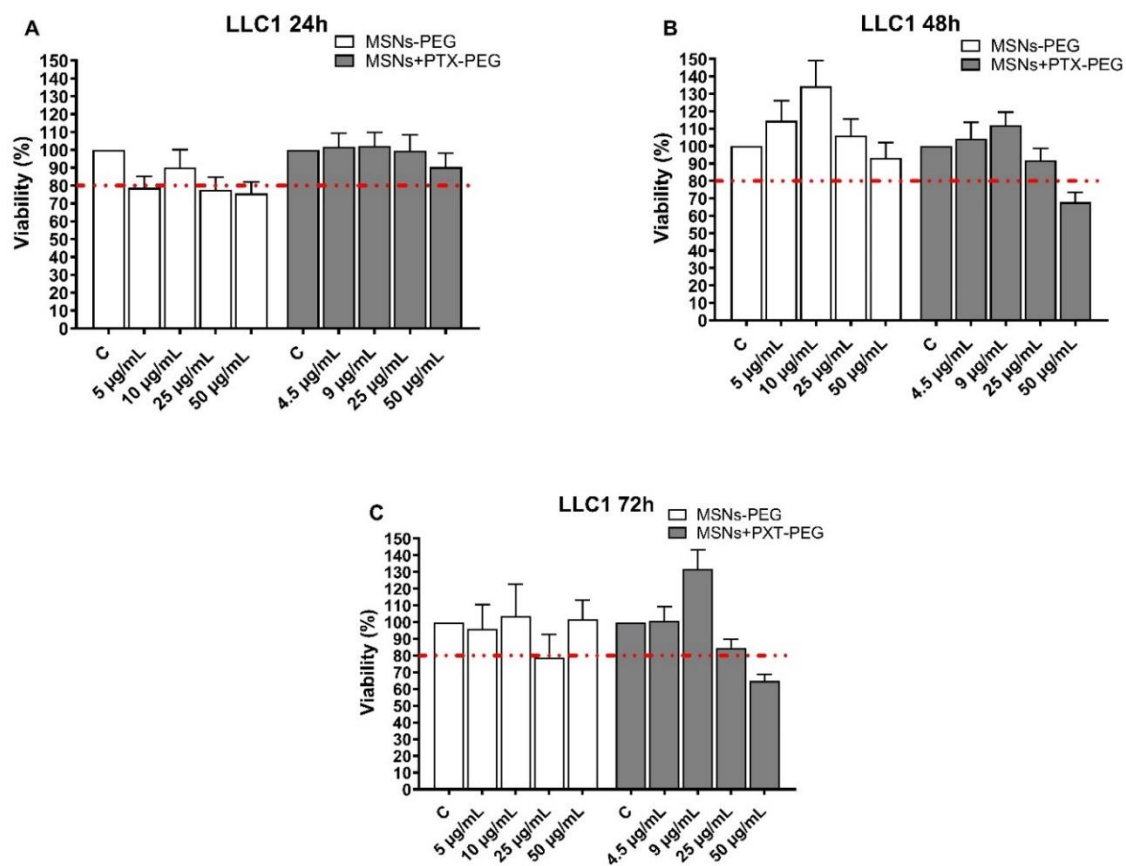 A
LLC1 24h
MSNs-PEG
MSNs+PTX-PEG
Viability (%)
150
140
130
120
110
100
90
80
70
60
50
40
30
20
10
0
C
5 µg/mL
10 µg/mL
25 µg/mL
50 µg/mL
C
4.5 µg/mL
9 µg/mL
25 µg/mL
50 µg/mL
B
LLC1 48h
MSNs-PEG
MSNs+PTX-PEG
Viability (%)
150
140
130
120
110
100
90
80
70
60
50
40
30
20
10
0
C
5 µg/mL
10 µg/mL
25 µg/mL
50 µg/mL
C
4.5 µg/mL
9 µg/mL
25 µg/mL
50 µg/mL
C
LLC1 72h
MSNs-PEG
MSNs+PXT-PEG
Viability (%)
150
140
130
120
110
100
90
80
70
60
50
40
30
20
10
0
C
5 µg/mL
10 µg/mL
25 µg/mL
50 µg/mL
C
4.5 µg/mL
9 µg/mL
25 µg/mL
50 µg/mL